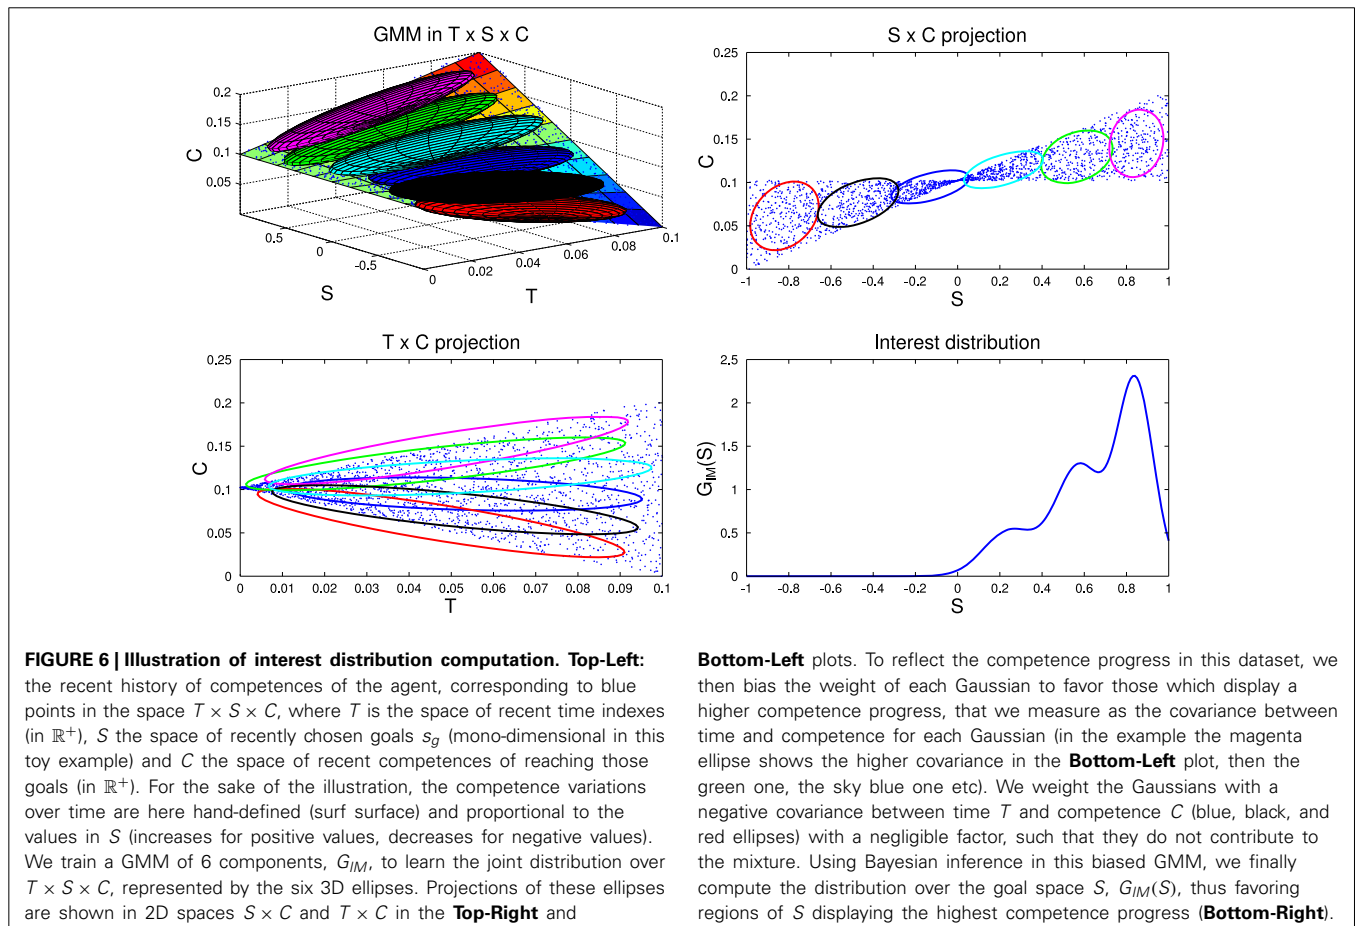 GMM in T x S x C
0.2
0.15
C
0.1
0.05
0.5
0
-0.5
S
0
0.02
0.04
0.06
0.08
0.1
T
S x C projection
0.2
0.15
C
0.1
0.05
0
-1
-0.8
-0.6
-0.4
-0.2
0
0.2
0.4
0.6
0.8
1
S
T x C projection
0.25
0.2
0.15
C
0.1
0.05
0
0
0.01
0.02
0.03
0.04
0.05
0.06
0.07
0.08
0.09
0.1
T
Interest distribution
2.5
2
1.5
G_IM(S)
1
0.5
0
-1
-0.8
-0.6
-0.4
-0.2
0
0.2
0.4
0.6
0.8
1
S
FIGURE 6 | Illustration of interest distribution computation. Top-Left:
the recent history of competences of the agent, corresponding to blue
points in the space T × S × C, where T is the space of recent time indexes
(in ℝ+), S the space of recently chosen goals s_g (mono-dimensional in this
toy example) and C the space of recent competences of reaching those
goals (in ℝ+). For the sake of the illustration, the competence variations
over time are here hand-defined (surf surface) and proportional to the
values in S (increases for positive values, decreases for negative values).
We train a GMM of 6 components, G_IM, to learn the joint distribution over
T × S × C, represented by the six 3D ellipses. Projections of these ellipses
are shown in 2D spaces S × C and T × C in the Top-Right and
Bottom-Left plots. To reflect the competence progress in this dataset, we
then bias the weight of each Gaussian to favor those which display a
higher competence progress, that we measure as the covariance between
time and competence for each Gaussian (in the example the magenta
ellipse shows the higher covariance in the Bottom-Left plot, then the
green one, the sky blue one etc). We weight the Gaussians with a
negative covariance between time T and competence C (blue, black, and
red ellipses) with a negligible factor, such that they do not contribute to
the mixture. Using Bayesian inference in this biased GMM, we finally
compute the distribution over the goal space S, G_IM(S), thus favoring
regions of S displaying the highest competence progress (Bottom-Right).